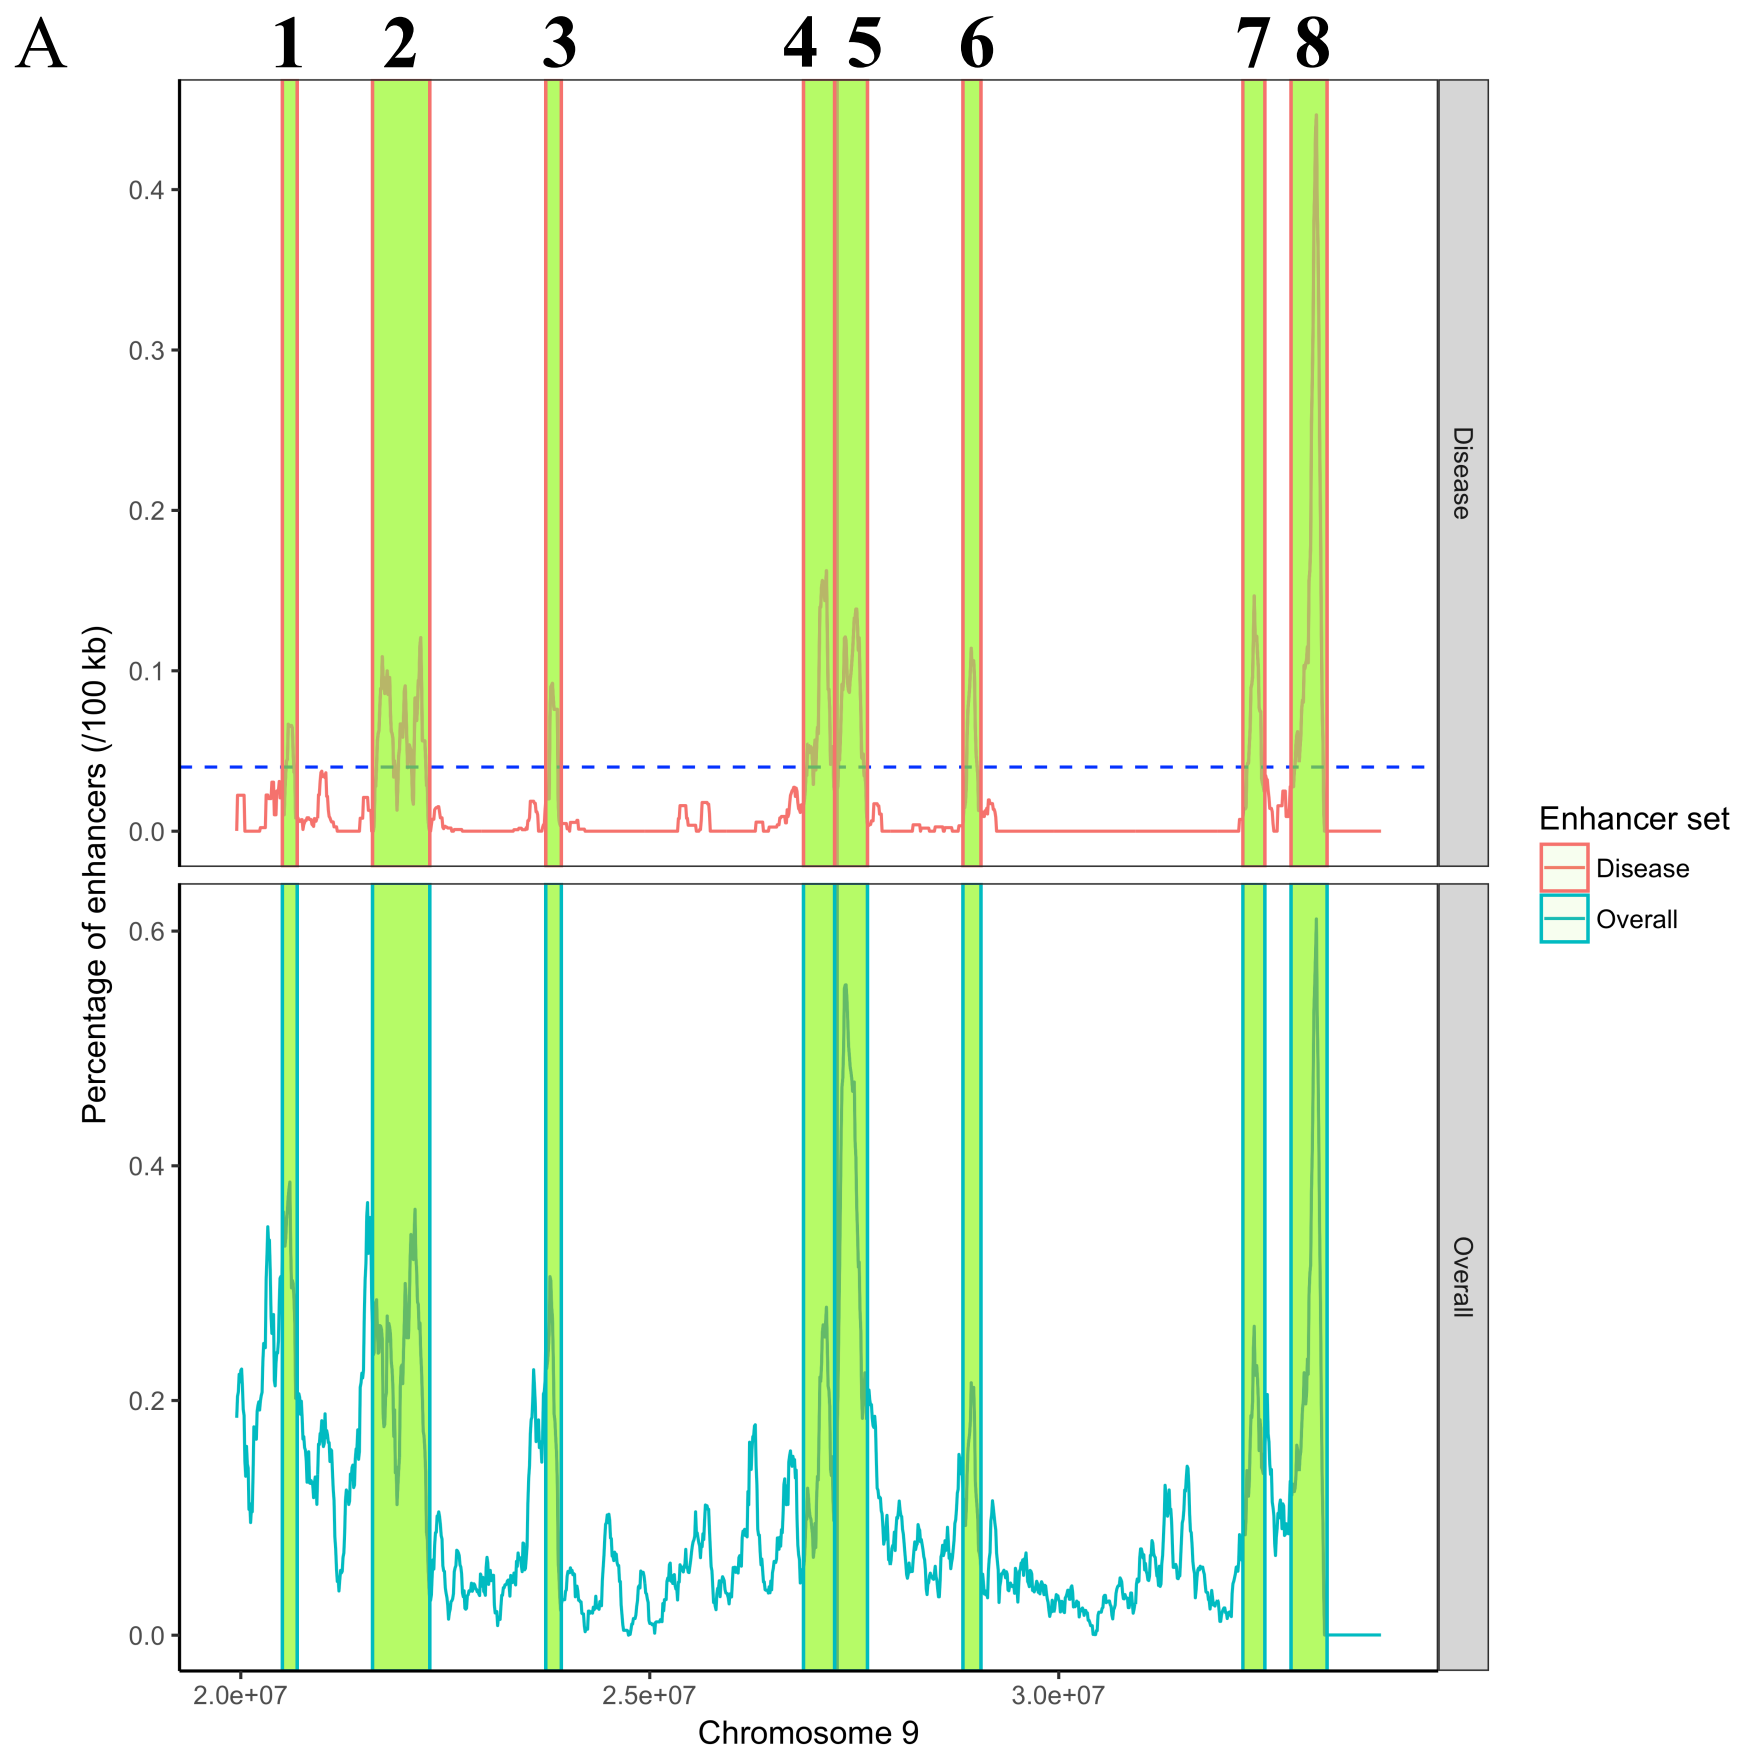 A 1 2 3 4 5 6 7 8
0.4
0.3
0.2
0.1
0.0
Disease
Percentage of enhancers (/100 kb)
0.6
0.4
0.2
0.0
Overall
2.0e+07 2.5e+07 3.0e+07
Chromosome 9
Enhancer set
Disease
Overall